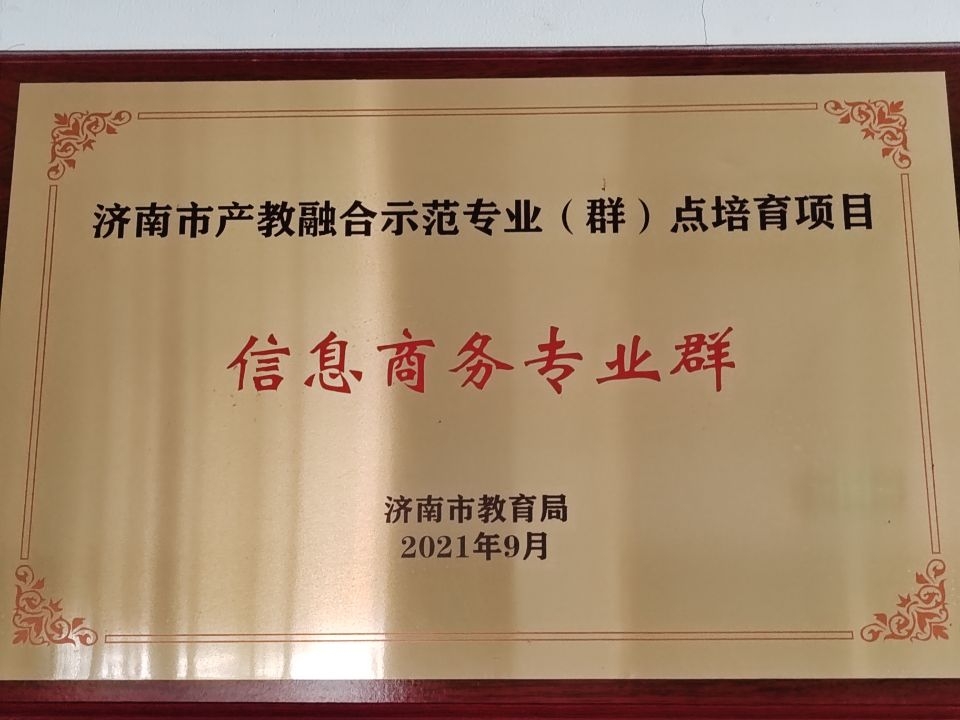 济南市产教融合示范专业（群）点培育项目
信息商务专业群
济南市教育局
2021年9月